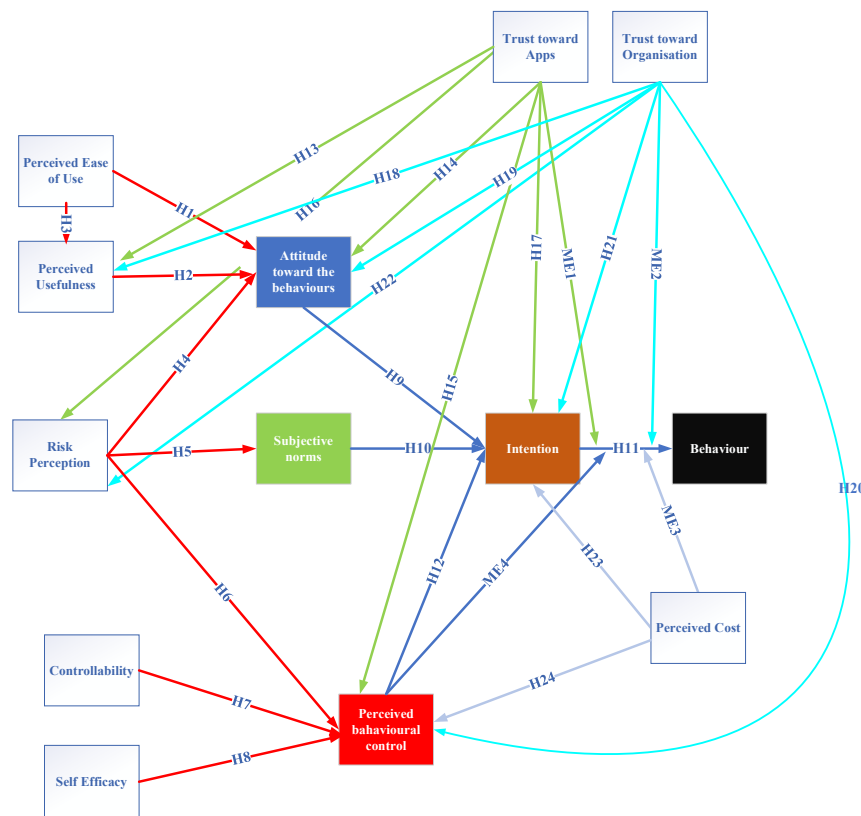 Trust toward
Apps
Trust toward
Organisation
Perceived Ease
of Use
H13
H18
H14
H19
H16
H1
H3
Perceived
Usefulness
H2
Attitude
toward the
behaviours
H22
H17
ME1
H21
ME2
H4
H9
H15
Risk
Perception
H5
Subjective
norms
H10
Intention
H11
Behaviour
H20
H6
H12
ME4
H23
ME3
Perceived Cost
Controllability
H7
H24
Perceived
bahavioural
control
Self Efficacy
H8